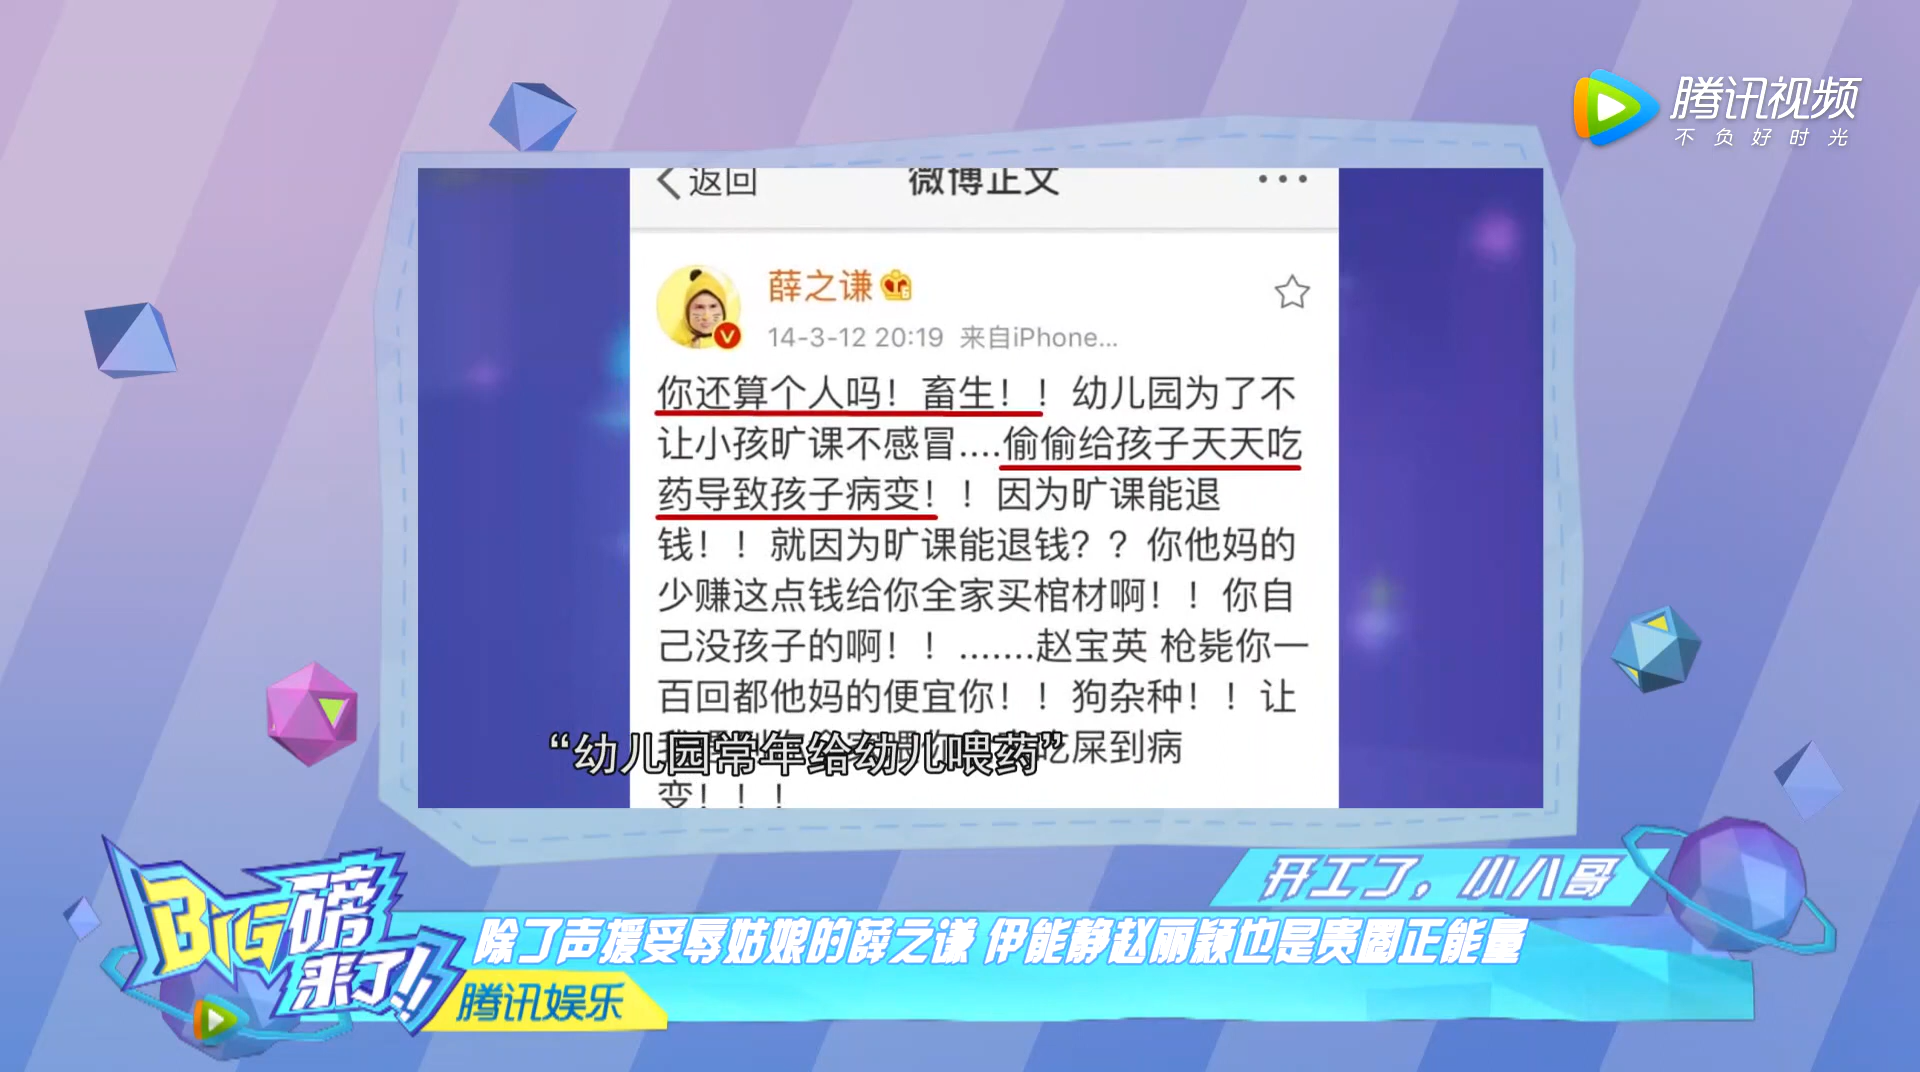 腾讯视频
不负好时光
返回
微博正文
薛之谦
14-3-12 20:19 来自iPhone...
你还算个人吗！畜生！！幼儿园为了不
让小孩旷课不感冒....偷偷给孩子天天吃
药导致孩子病变！！因为旷课能退
钱！！就因为旷课能退钱？？你他妈的
少赚这点钱给你全家买棺材啊！！你自
己没孩子的啊！！.......赵宝英 枪毙你一
百回都他妈的便宜你！！狗杂种！！让
吃屎到病
变！！！
“幼儿园常年给幼儿喂药”
开工了，小八哥
BIG磅
来了!!
除了声援受辱姑娘的薛之谦 伊能静赵丽颖也是贵圈正能量
腾讯娱乐